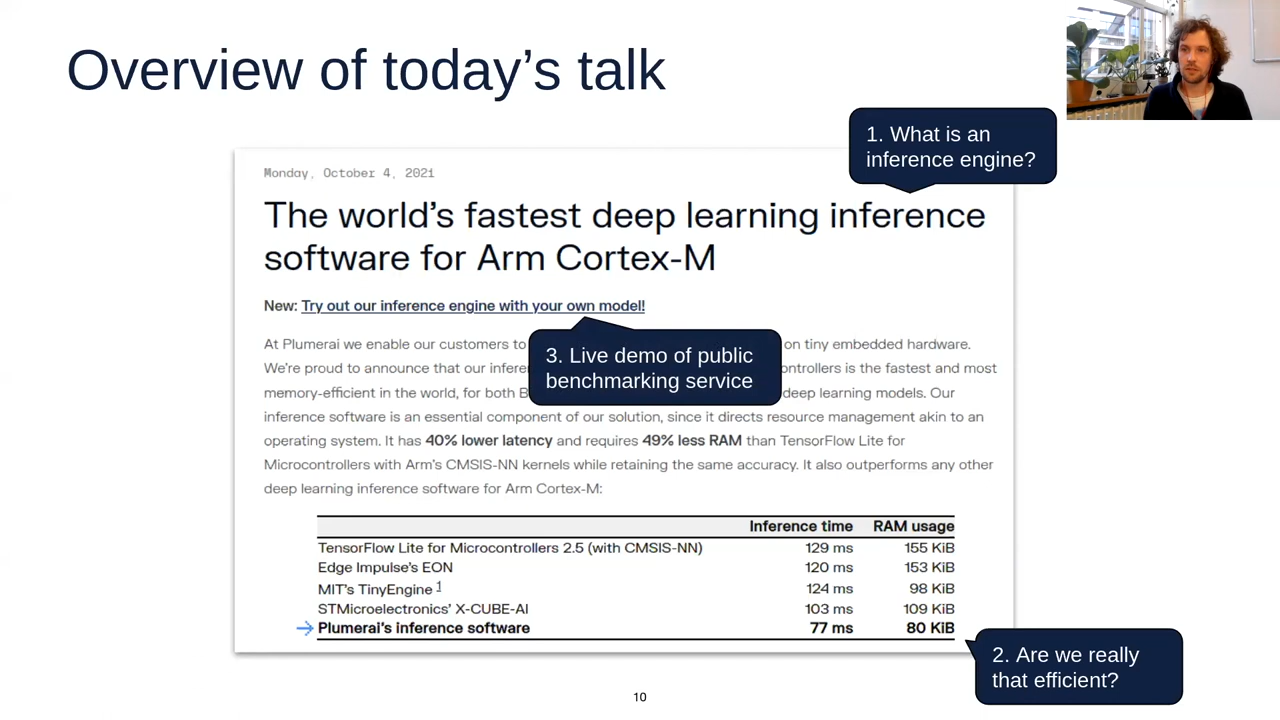 Overview of today's talk
1. What is an
inference engine?
Monday, October 4, 2021
The world's fastest deep learning inference
software for Arm Cortex-M
New: Try out our inference engine with your own model!
At Plumerai we enable our customers to on tiny embedded hardware.
We're proud to announce that our infere controllers is the fastest and most
memory-efficient in the world, for both B deep learning models. Our
3. Live demo of public
benchmarking service
inference software is an essential component of our solution, since it directs resource management akin to an
operating system. It has 40% lower latency and requires 49% less RAM than TensorFlow Lite for
Microcontrollers with Arm's CMSIS-NN kernels while retaining the same accuracy. It also outperforms any other
deep learning inference software for Arm Cortex-M:
Inference time RAM usage
TensorFlow Lite for Microcontrollers 2.5 (with CMSIS-NN) 129 ms 155 KiB
Edge Impulse's EON 120 ms 153 KiB
MIT's TinyEngine 1 124 ms 98 KiB
STMicroelectronics' X-CUBE-AI 103 ms 109 KiB
→ Plumerai's inference software 77 ms 80 KiB
2. Are we really
that efficient?
10